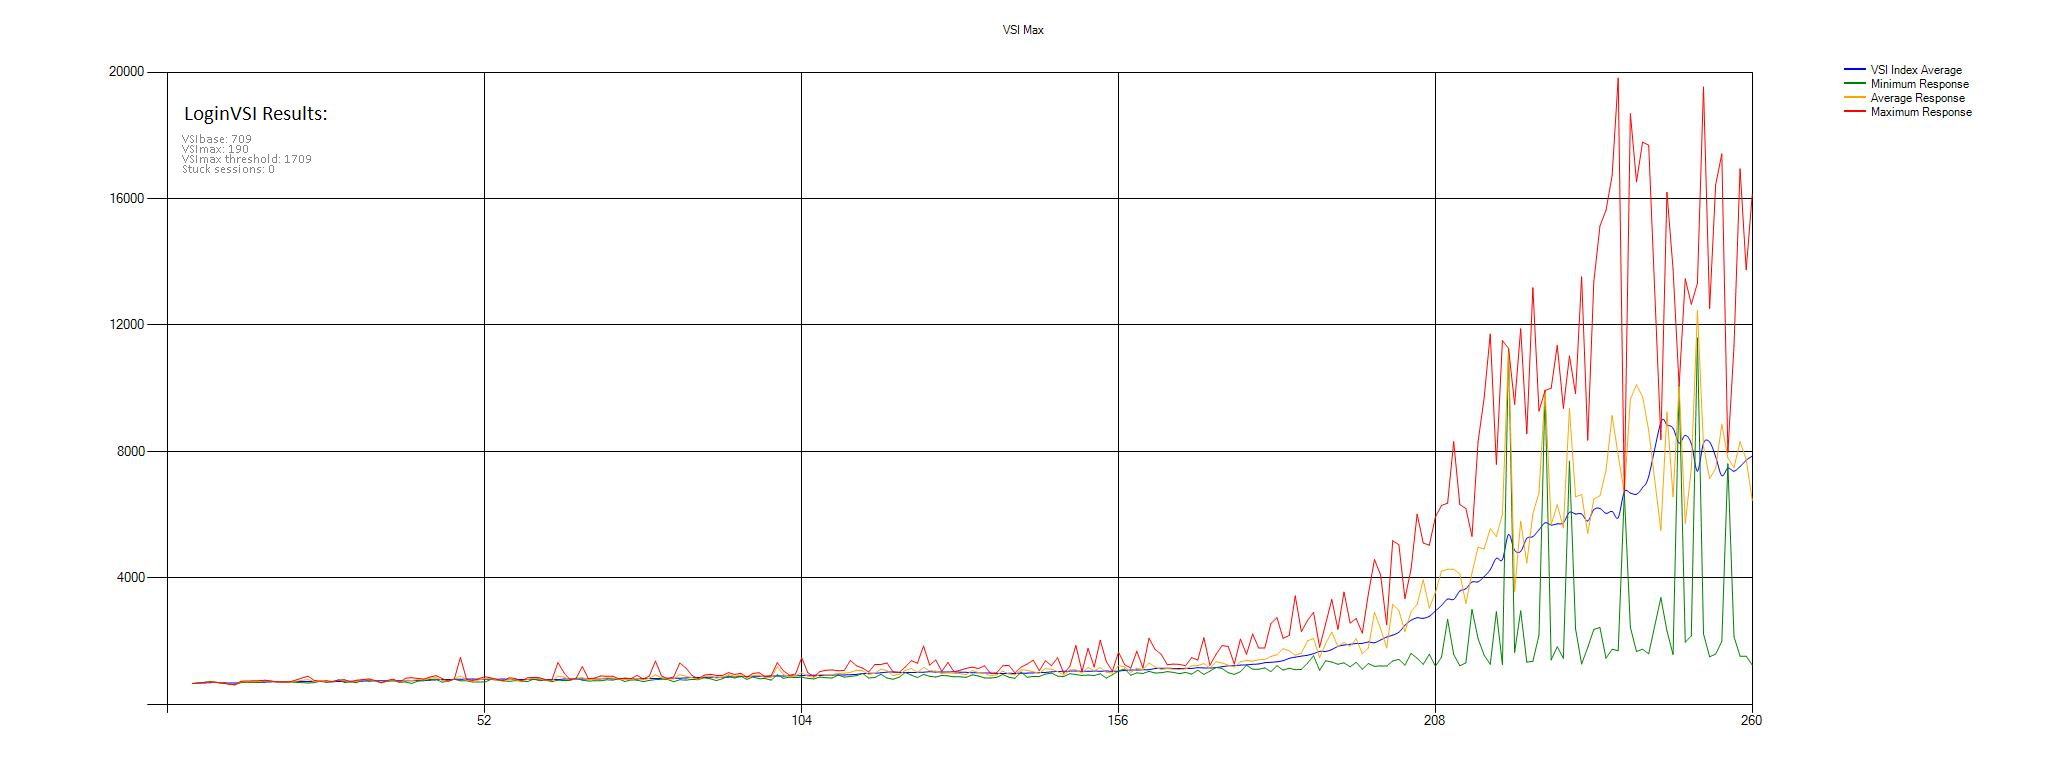 VSI Max
20000
16000
12000
8000
4000
LoginVSI Results:
VSIbase: 709
VSImax: 190
VSImax threshold: 1709
Stuck sessions: 0
VSI Index Average
Minimum Response
Average Response
Maximum Response
52
104
156
208
260